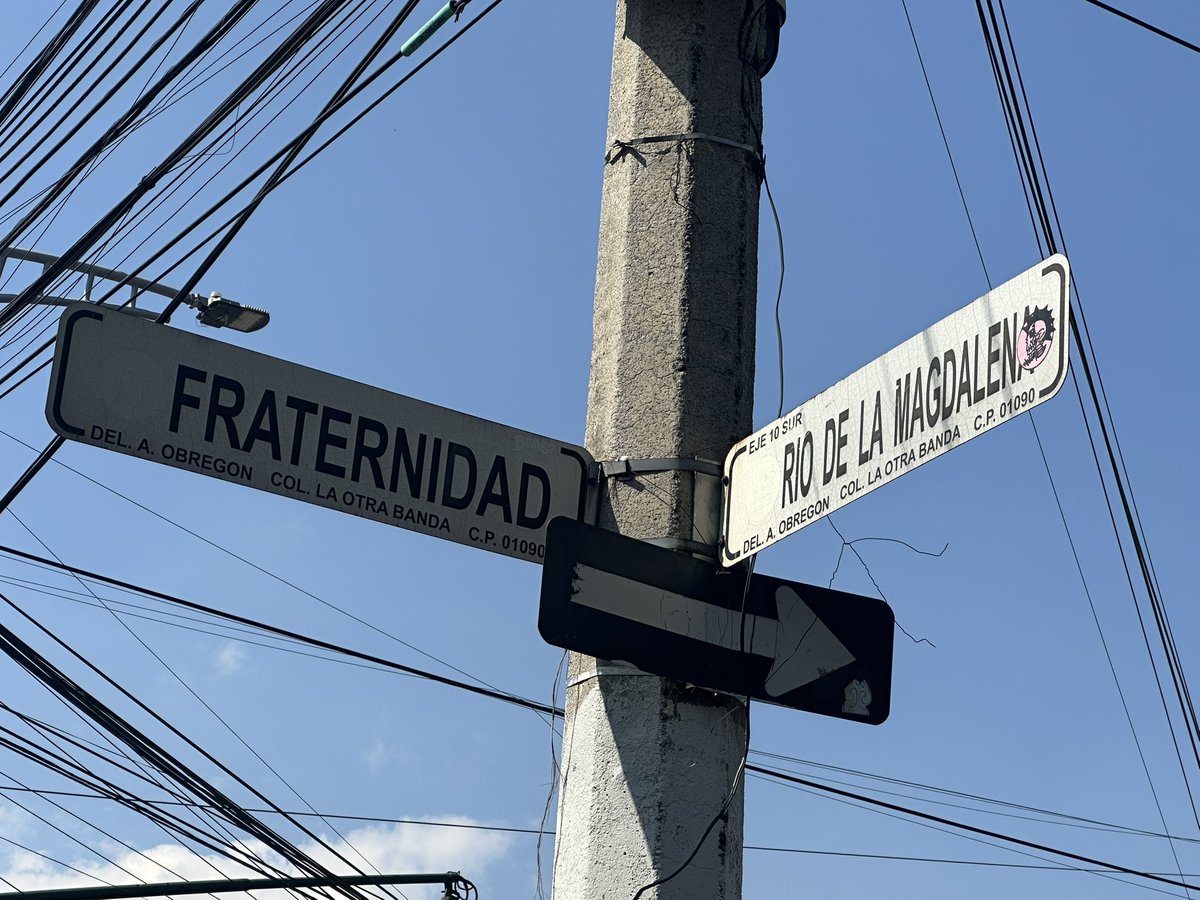 FRATERNIDAD
DEL. A. OBREGON COL. LA OTRA BANDA C.P. 01090
EJE 10 SUR
RIO DE LA MAGDALENA
DEL. A. OBREGON COL. LA OTRA BANDA C.P. 01090